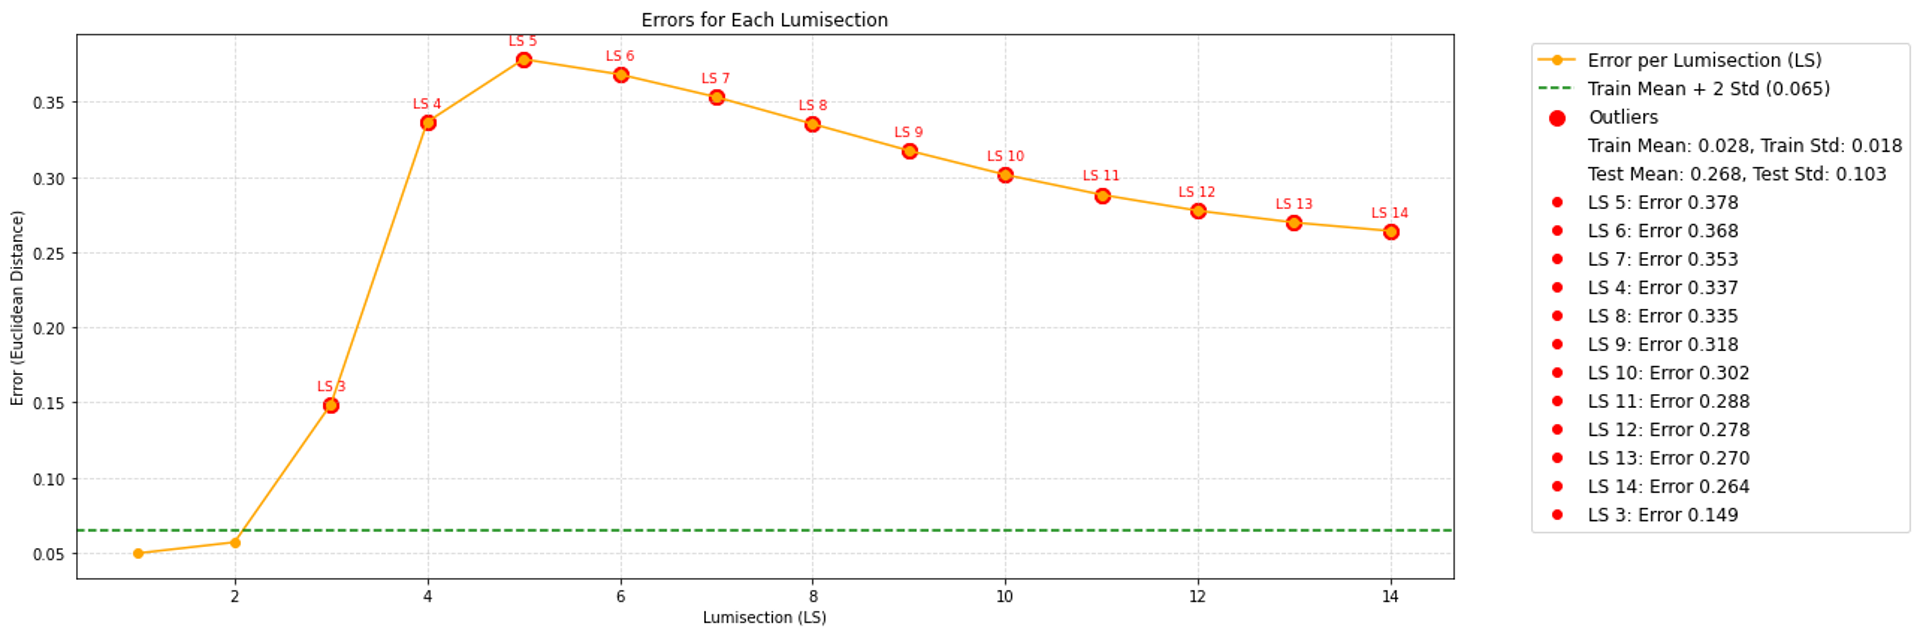 Errors for Each Lumisection
Error (Euclidean Distance)
0.35
0.30
0.25
0.20
0.15
0.10
0.05
LS 3
LS 4
LS 5
LS 6
LS 7
LS 8
LS 9
LS 10
LS 11
LS 12
LS 13
LS 14
2
4
6
8
10
12
14
Lumisection (LS)
Error per Lumisection (LS)
Train Mean + 2 Std (0.065)
Outliers
Train Mean: 0.028, Train Std: 0.018
Test Mean: 0.268, Test Std: 0.103
LS 5: Error 0.378
LS 6: Error 0.368
LS 7: Error 0.353
LS 4: Error 0.337
LS 8: Error 0.335
LS 9: Error 0.318
LS 10: Error 0.302
LS 11: Error 0.288
LS 12: Error 0.278
LS 13: Error 0.270
LS 14: Error 0.264
LS 3: Error 0.149